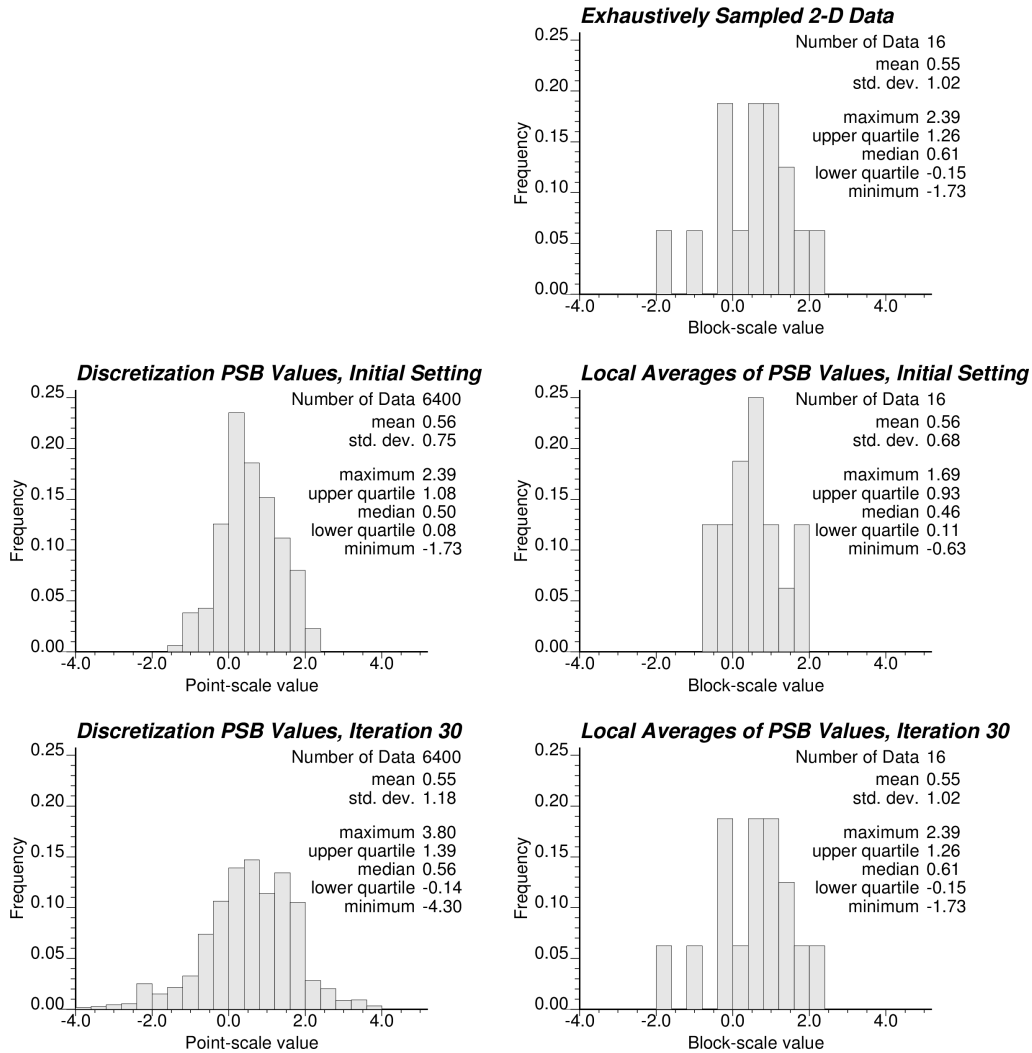 Exhaustively Sampled 2-D Data
Number of Data 16
mean 0.55
std. dev. 1.02
maximum 2.39
upper quartile 1.26
median 0.61
lower quartile -0.15
minimum -1.73
Frequency
0.25
0.20
0.15
0.10
0.05
0.00
-4.0 -2.0 0.0 2.0 4.0
Block-scale value
Discretization PSB Values, Initial Setting
Number of Data 6400
mean 0.56
std. dev. 0.75
maximum 2.39
upper quartile 1.08
median 0.50
lower quartile 0.08
minimum -1.73
Frequency
0.25
0.20
0.15
0.10
0.05
0.00
-4.0 -2.0 0.0 2.0 4.0
Point-scale value
Local Averages of PSB Values, Initial Setting
Number of Data 16
mean 0.56
std. dev. 0.68
maximum 1.69
upper quartile 0.93
median 0.46
lower quartile 0.11
minimum -0.63
Frequency
0.25
0.20
0.15
0.10
0.05
0.00
-4.0 -2.0 0.0 2.0 4.0
Block-scale value
Discretization PSB Values, Iteration 30
Number of Data 6400
mean 0.55
std. dev. 1.18
maximum 3.80
upper quartile 1.39
median 0.56
lower quartile -0.14
minimum -4.30
Frequency
0.25
0.20
0.15
0.10
0.05
0.00
-4.0 -2.0 0.0 2.0 4.0
Point-scale value
Local Averages of PSB Values, Iteration 30
Number of Data 16
mean 0.55
std. dev. 1.02
maximum 2.39
upper quartile 1.26
median 0.61
lower quartile -0.15
minimum -1.73
Frequency
0.25
0.20
0.15
0.10
0.05
0.00
-4.0 -2.0 0.0 2.0 4.0
Block-scale value